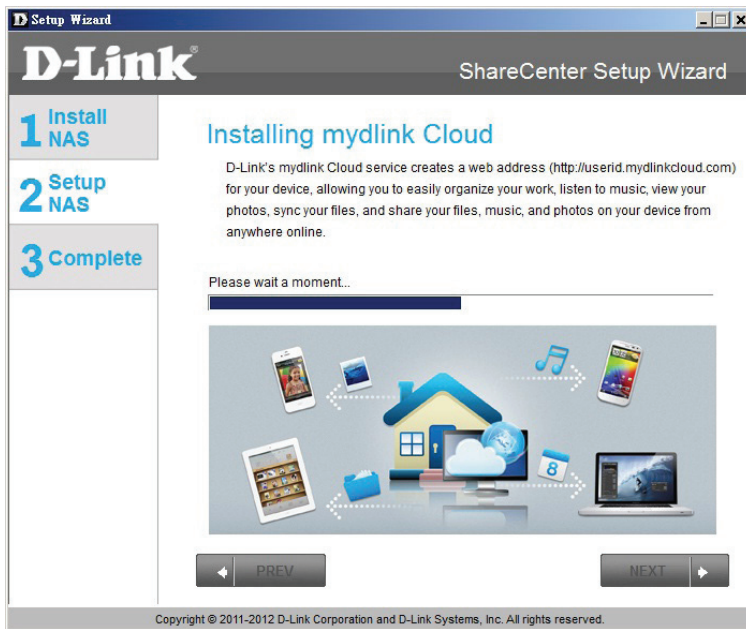 Setup Wizard
D-Link®
ShareCenter Setup Wizard
1 Install
NAS
2 Setup
NAS
3 Complete
Installing mydlink Cloud
D-Link's mydlink Cloud service creates a web address (http://userid.mydlinkcloud.com)
for your device, allowing you to easily organize your work, listen to music, view your
photos, sync your files, and share your files, music, and photos on your device from
anywhere online.
Please wait a moment...
8
PREV
NEXT
Copyright © 2011-2012 D-Link Corporation and D-Link Systems, Inc. All rights reserved.